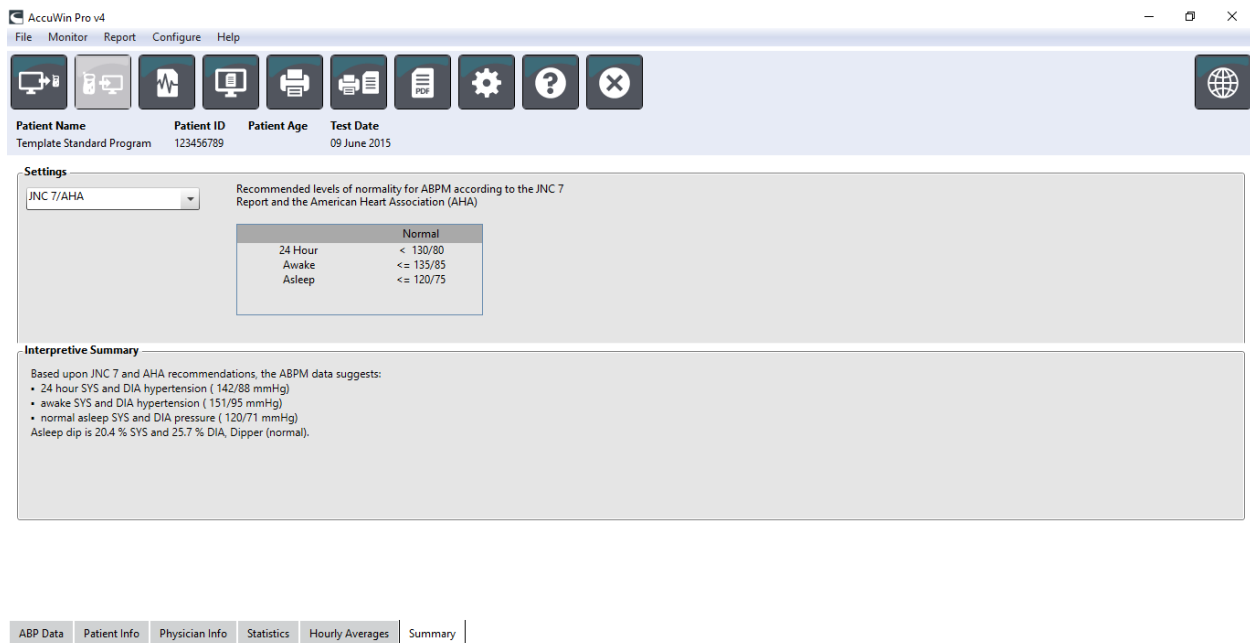 AccuWin Pro v4
File Monitor Report Configure Help
PDF
Patient Name Patient ID Patient Age Test Date
Template Standard Program 123456789 09 June 2015
Settings
JNC 7/AHA
Recommended levels of normality for ABPM according to the JNC 7
Report and the American Heart Association (AHA)
Normal
24 Hour < 130/80
Awake <= 135/85
Asleep <= 120/75
Interpretive Summary
Based upon JNC 7 and AHA recommendations, the ABPM data suggests:
• 24 hour SYS and DIA hypertension ( 142/88 mmHg)
• awake SYS and DIA hypertension ( 151/95 mmHg)
• normal asleep SYS and DIA pressure ( 120/71 mmHg)
Asleep dip is 20.4 % SYS and 25.7 % DIA, Dipper (normal).
ABP Data Patient Info Physician Info Statistics Hourly Averages Summary